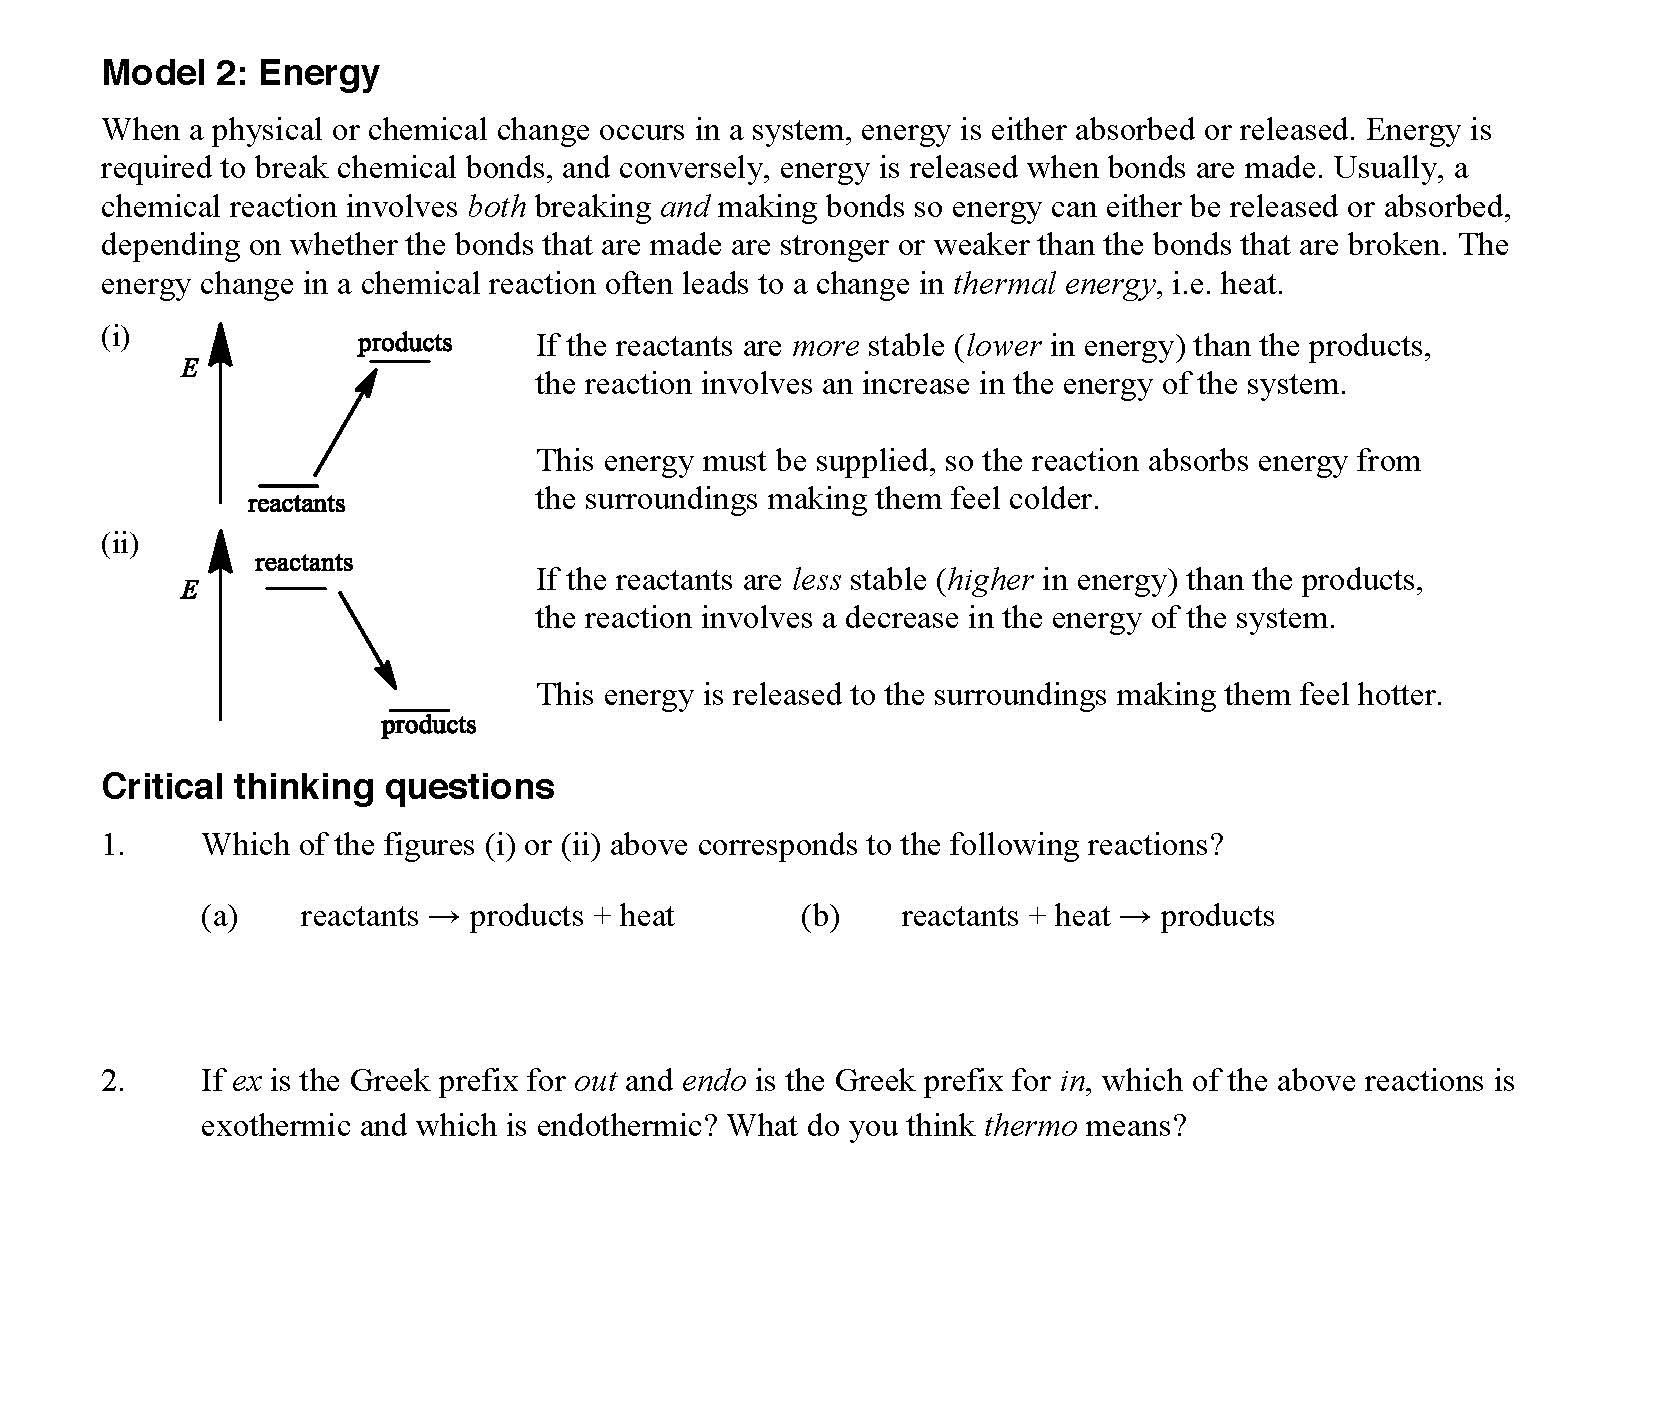 Model 2: Energy
When a physical or chemical change occurs in a system, energy is either absorbed or released. Energy is
required to break chemical bonds, and conversely, energy is released when bonds are made. Usually, a
chemical reaction involves both breaking and making bonds so energy can either be released or absorbed,
depending on whether the bonds that are made are stronger or weaker than the bonds that are broken. The
energy change in a chemical reaction often leads to a change in thermal energy, i.e. heat.
(i)
E
products
reactants
If the reactants are more stable (lower in energy) than the products,
the reaction involves an increase in the energy of the system.
This energy must be supplied, so the reaction absorbs energy from
the surroundings making them feel colder.
(ii)
E
reactants
products
If the reactants are less stable (higher in energy) than the products,
the reaction involves a decrease in the energy of the system.
This energy is released to the surroundings making them feel hotter.
Critical thinking questions
1. Which of the figures (i) or (ii) above corresponds to the following reactions?
(a) reactants → products + heat (b) reactants + heat → products
2. If ex is the Greek prefix for out and endo is the Greek prefix for in, which of the above reactions is
exothermic and which is endothermic? What do you think thermo means?